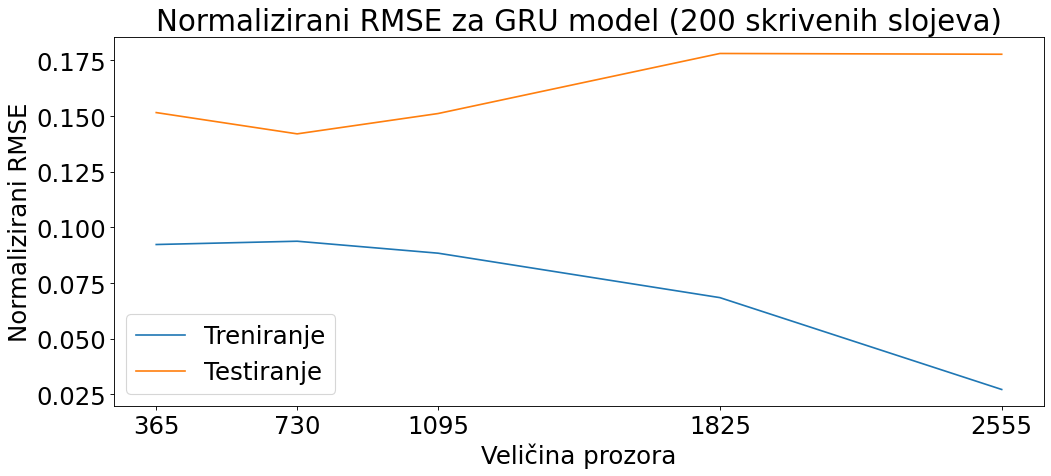 Normalizirani RMSE za GRU model (200 skrivenih slojeva)
Normalizirani RMSE
0.175
0.150
0.125
0.100
0.075
0.050
0.025
Treniranje
Testiranje
365 730 1095 1825 2555
Veličina prozora